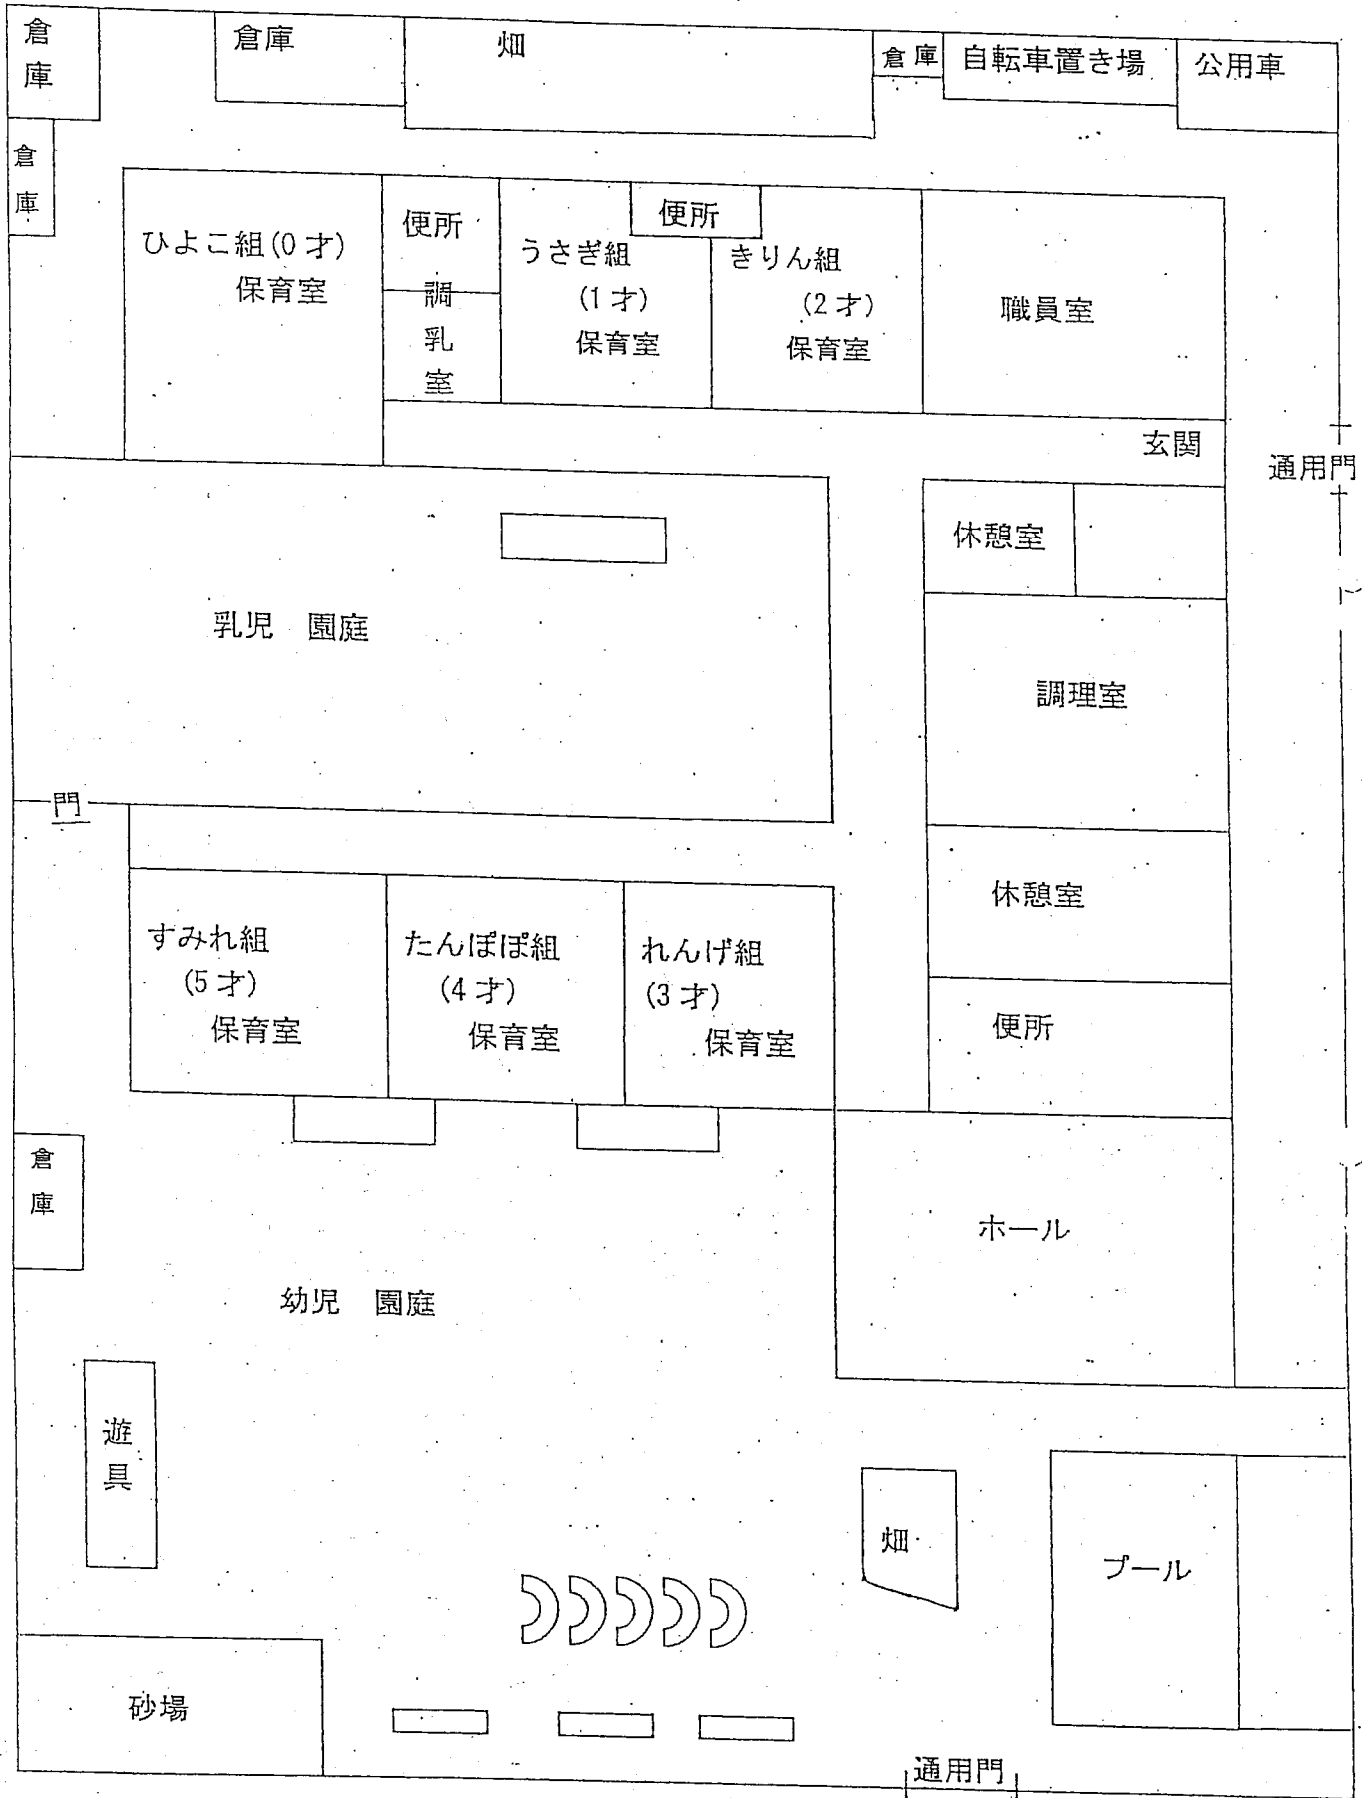 倉
庫
倉庫
畑
倉庫
自転車置き場
公用車
倉
庫
ひよこ組(0才)
保育室
便所
調
乳
室
うさぎ組
(1才)
保育室
便所
きりん組
(2才)
保育室
職員室
玄関
通用門
休憩室
乳児 園庭
調理室
門
休憩室
すみれ組
(5才)
保育室
たんぽぽ組
(4才)
保育室
れんげ組
(3才)
保育室
便所
倉
庫
ホール
幼児 園庭
遊
具
畑
プール
砂場
通用門